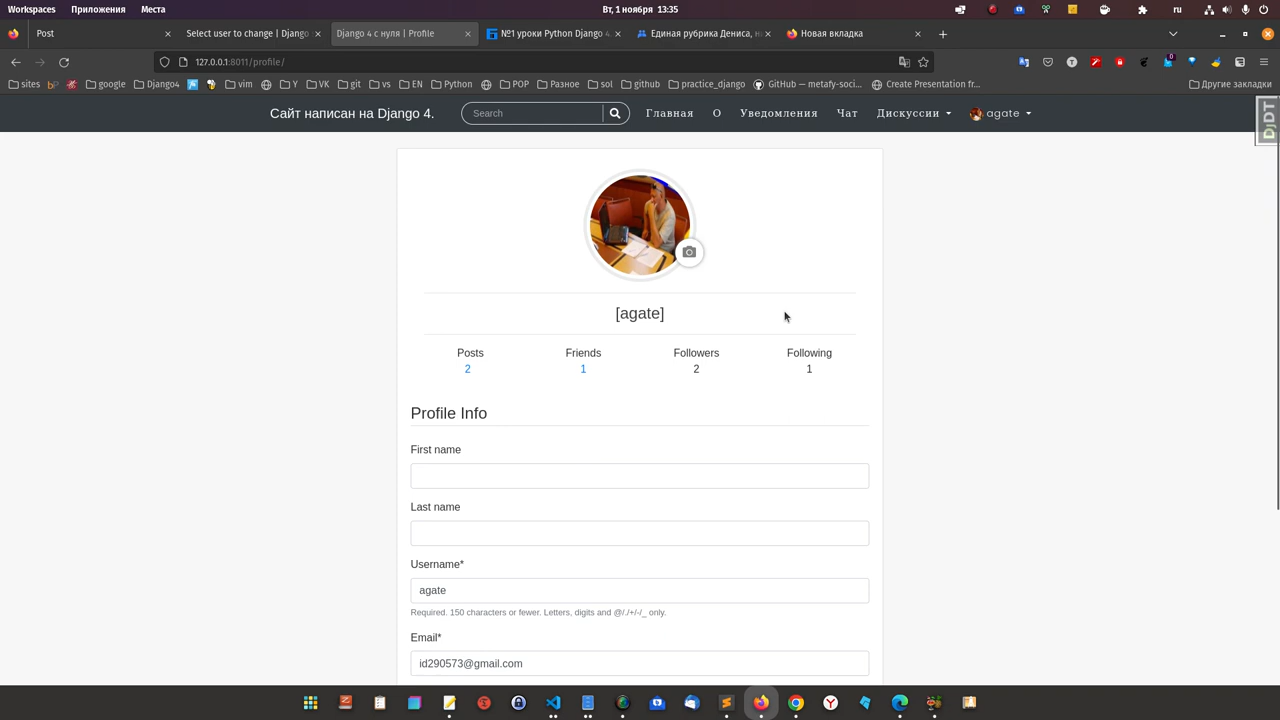 Workspaces Приложения Места Вт, 1 ноября 13:35 ru
Post Select user to change | Django Django 4 с нуля | Profile №1 уроки Python Django 4. Единая рубрика Дениса, н Новая вкладка
127.0.0.1:8011/profile/
sites google Django4 vim Y VK git vs EN Python POP Разное sol github practice_django GitHub — metafy-soci… Create Presentation fr… Другие закладки
Сайт написан на Django 4. Search Главная О Уведомления Чат Дискуссии agate
DjDT
[agate]
Posts Friends Followers Following
2 1 2 1
Profile Info
First name
Last name
Username*
agate
Required. 150 characters or fewer. Letters, digits and @/./+/-/_ only.
Email*
id290573@gmail.com